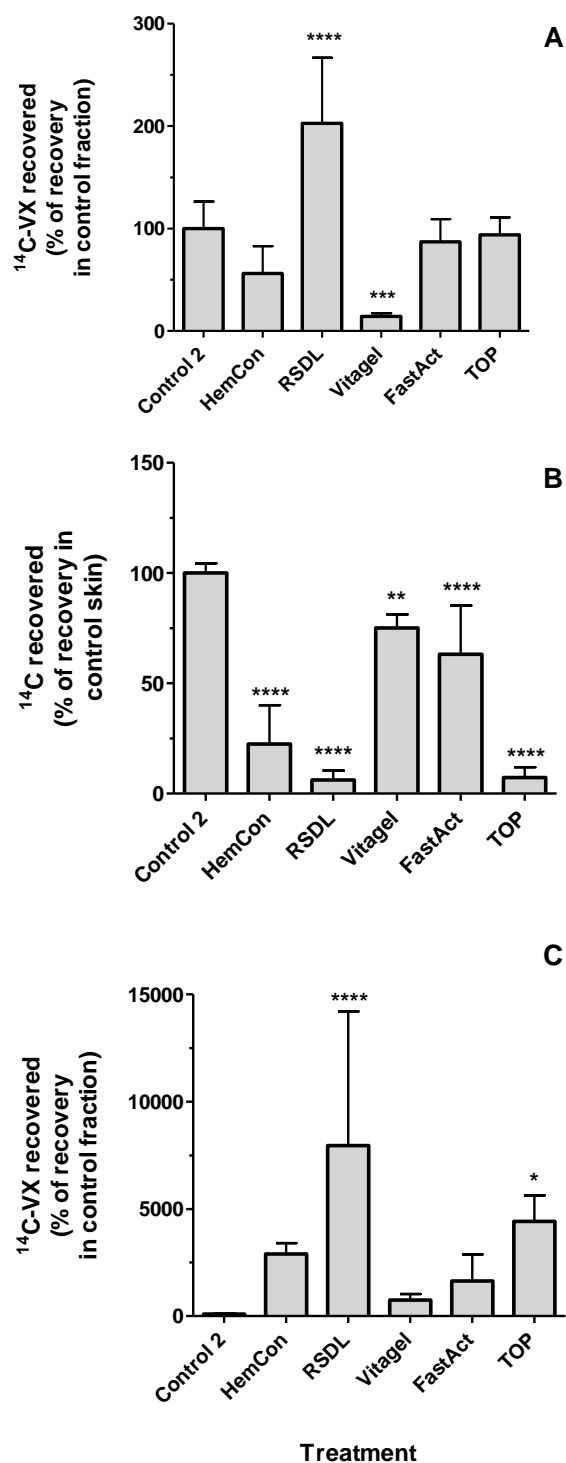 A
¹⁴C-VX recovered
(% of recovery
in control fraction)
300
200
100
0
****
***
Control 2
HemCon
RSDL
Vitagel
FastAct
TOP
B
¹⁴C recovered
(% of recovery in
control skin)
150
100
50
0
****
****
**
****
****
Control 2
HemCon
RSDL
Vitagel
FastAct
TOP
C
¹⁴C-VX recovered
(% of recovery
in control fraction)
15000
10000
5000
0
****
*
Control 2
HemCon
RSDL
Vitagel
FastAct
TOP
Treatment